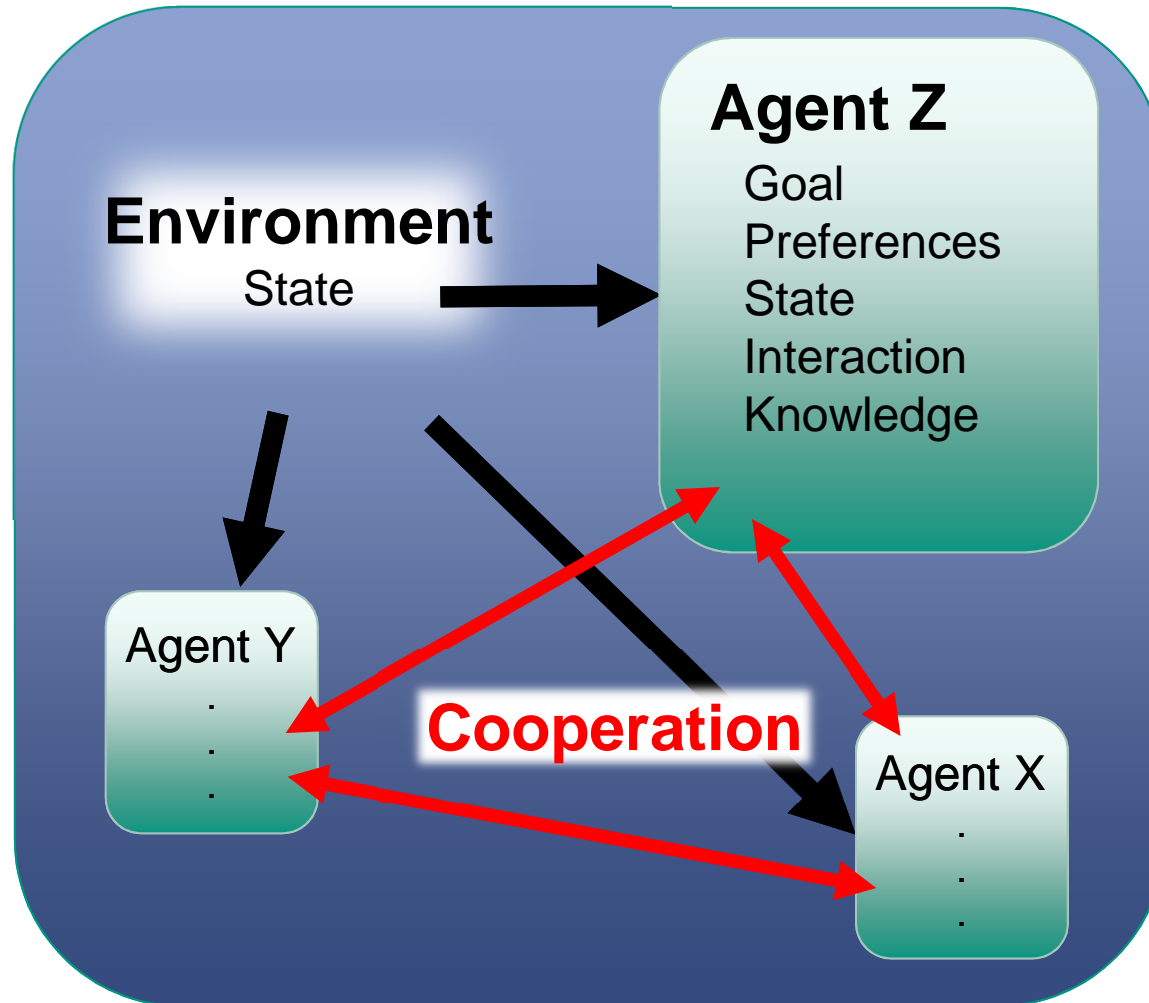 Environment
State
Agent Z
Goal
Preferences
State
Interaction
Knowledge
Agent Y
.
.
.
Cooperation
Agent X
.
.
.